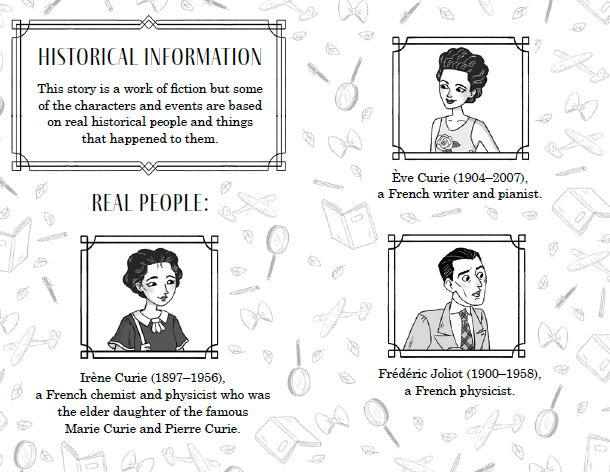 HISTORICAL INFORMATION
This story is a work of fiction but some
of the characters and events are based
on real historical people and things
that happened to them.
REAL PEOPLE:
Irène Curie (1897–1956),
a French chemist and physicist who was
the elder daughter of the famous
Marie Curie and Pierre Curie.
Ève Curie (1904–2007),
a French writer and pianist.
Frédéric Joliot (1900–1958),
a French physicist.